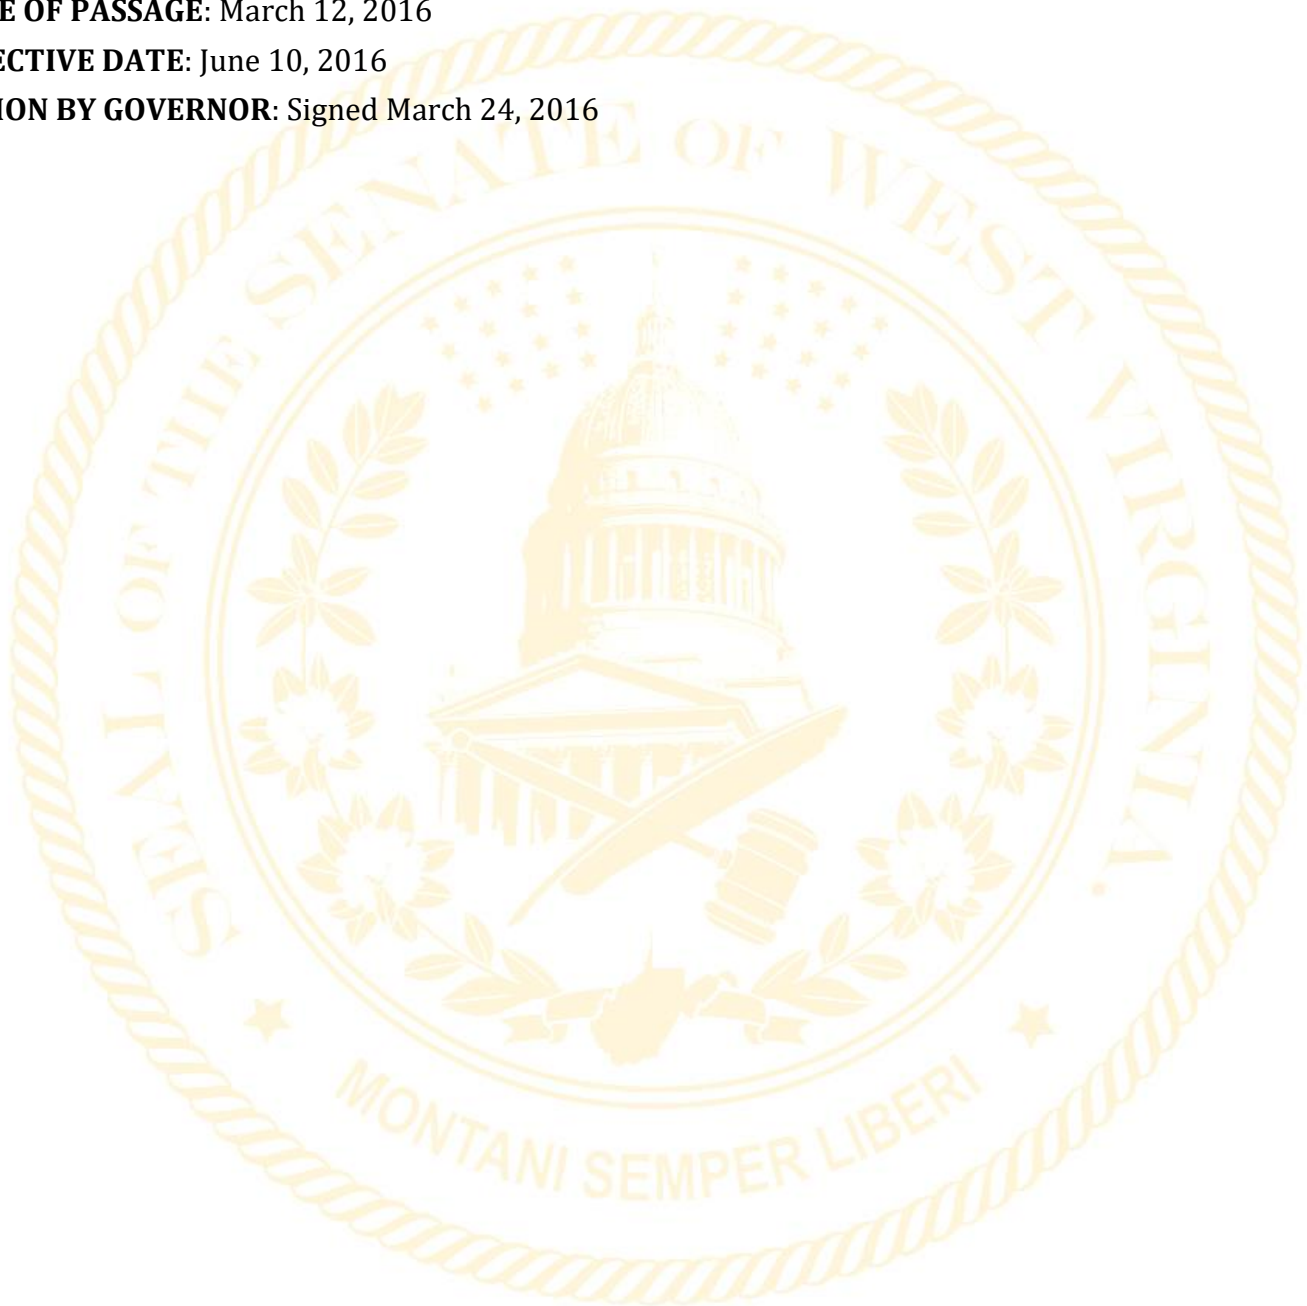 E OF PASSAGE: March 12, 2016
ECTIVE DATE: June 10, 2016
ION BY GOVERNOR: Signed March 24, 2016
SEAL OF THE SENATE OF WEST VIRGINIA
MONTANI SEMPER LIBERI